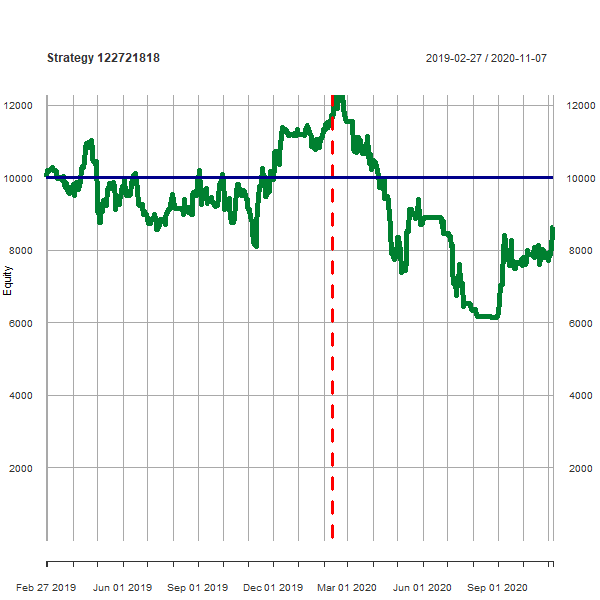 Strategy 122721818
2019-02-27 / 2020-11-07
12000
12000
10000
10000
8000
8000
Equity
6000
6000
4000
4000
2000
2000
Feb 27 2019
Jun 01 2019
Sep 01 2019
Dec 01 2019
Mar 01 2020
Jun 01 2020
Sep 01 2020